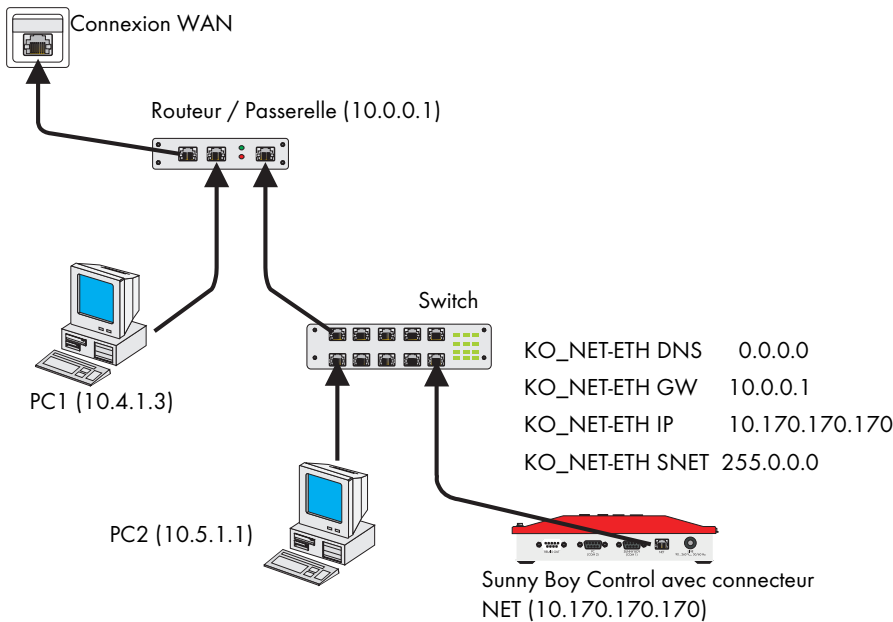 Connexion WAN
Routeur / Passerelle (10.0.0.1)
Switch
PC1 (10.4.1.3)
KO_NET-ETH DNS 0.0.0.0
KO_NET-ETH GW 10.0.0.1
KO_NET-ETH IP 10.170.170.170
KO_NET-ETH SNET 255.0.0.0
PC2 (10.5.1.1)
Sunny Boy Control avec connecteur
NET (10.170.170.170)